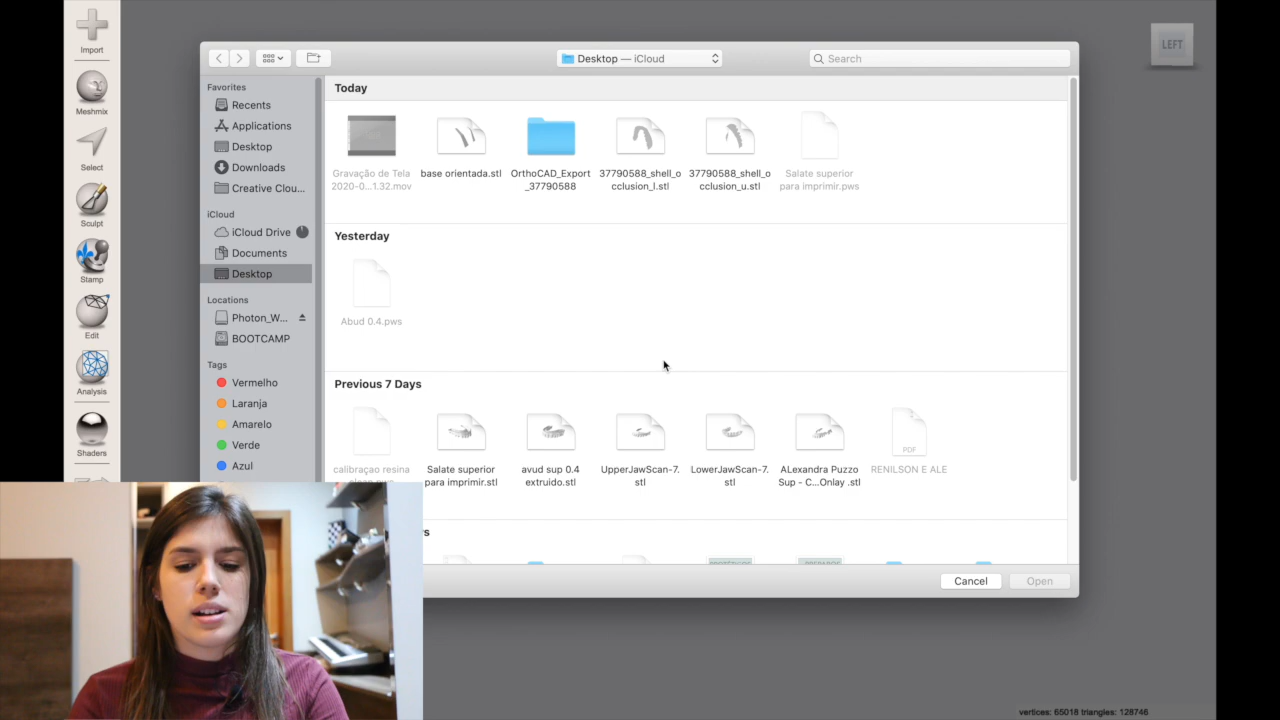 Import
Meshmix
Select
Sculpt
Stamp
Edit
Analysis
Shaders
LEFT
Desktop — iCloud
Search
Favorites
Recents
Applications
Desktop
Downloads
Creative Clou...
iCloud
iCloud Drive
Documents
Desktop
Locations
Photon_W...
BOOTCAMP
Tags
Vermelho
Laranja
Amarelo
Verde
Azul
Today
Gravação de Tela
2020-0...1.32.mov
base orientada.stl
OrthoCAD_Export
_37790588
37790588_shell_o
cclusion_l.stl
37790588_shell_o
cclusion_u.stl
Salate superior
para imprimir.pws
Yesterday
Abud 0.4.pws
Previous 7 Days
calibraçao resina
Salate superior
para imprimir.stl
avud sup 0.4
extruido.stl
UpperJawScan-7.
stl
LowerJawScan-7.
stl
ALexandra Puzzo
Sup - C...Onlay .stl
PDF
RENILSON E ALE
Cancel
Open
vertices: 65018 triangles: 128746